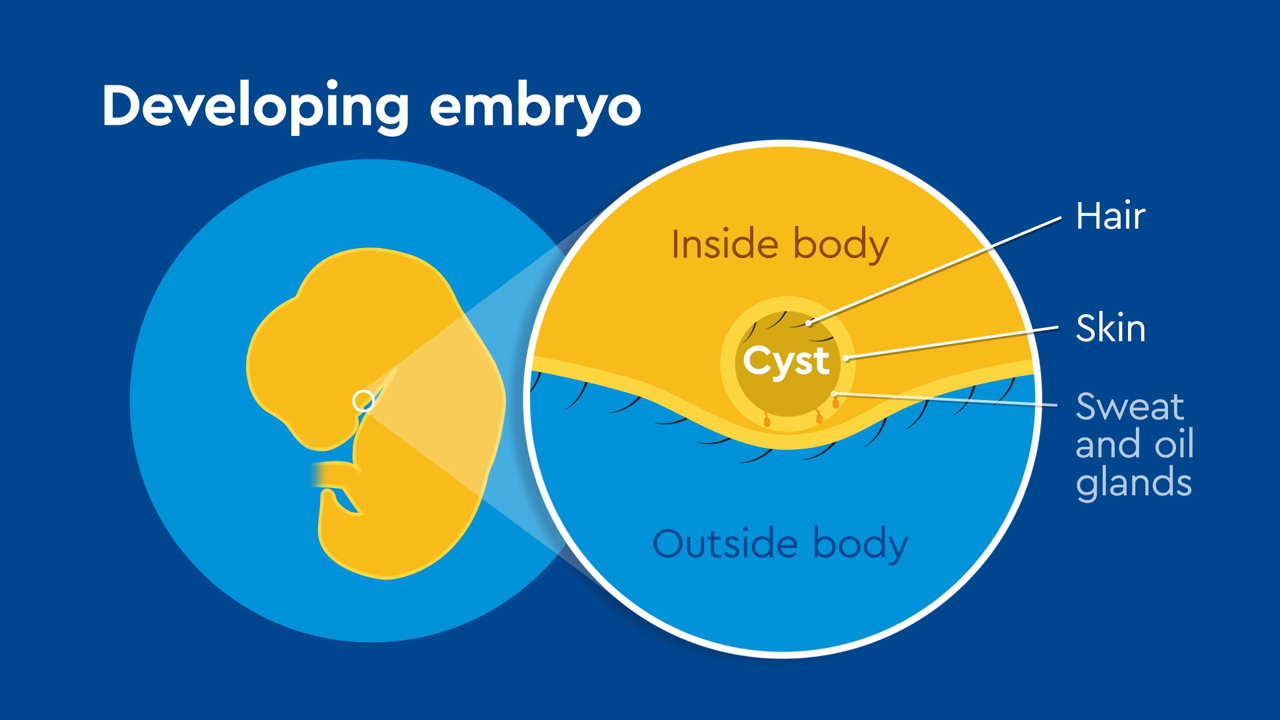 Developing embryo
Inside body
Cyst
Outside body
Hair
Skin
Sweat
and oil
glands